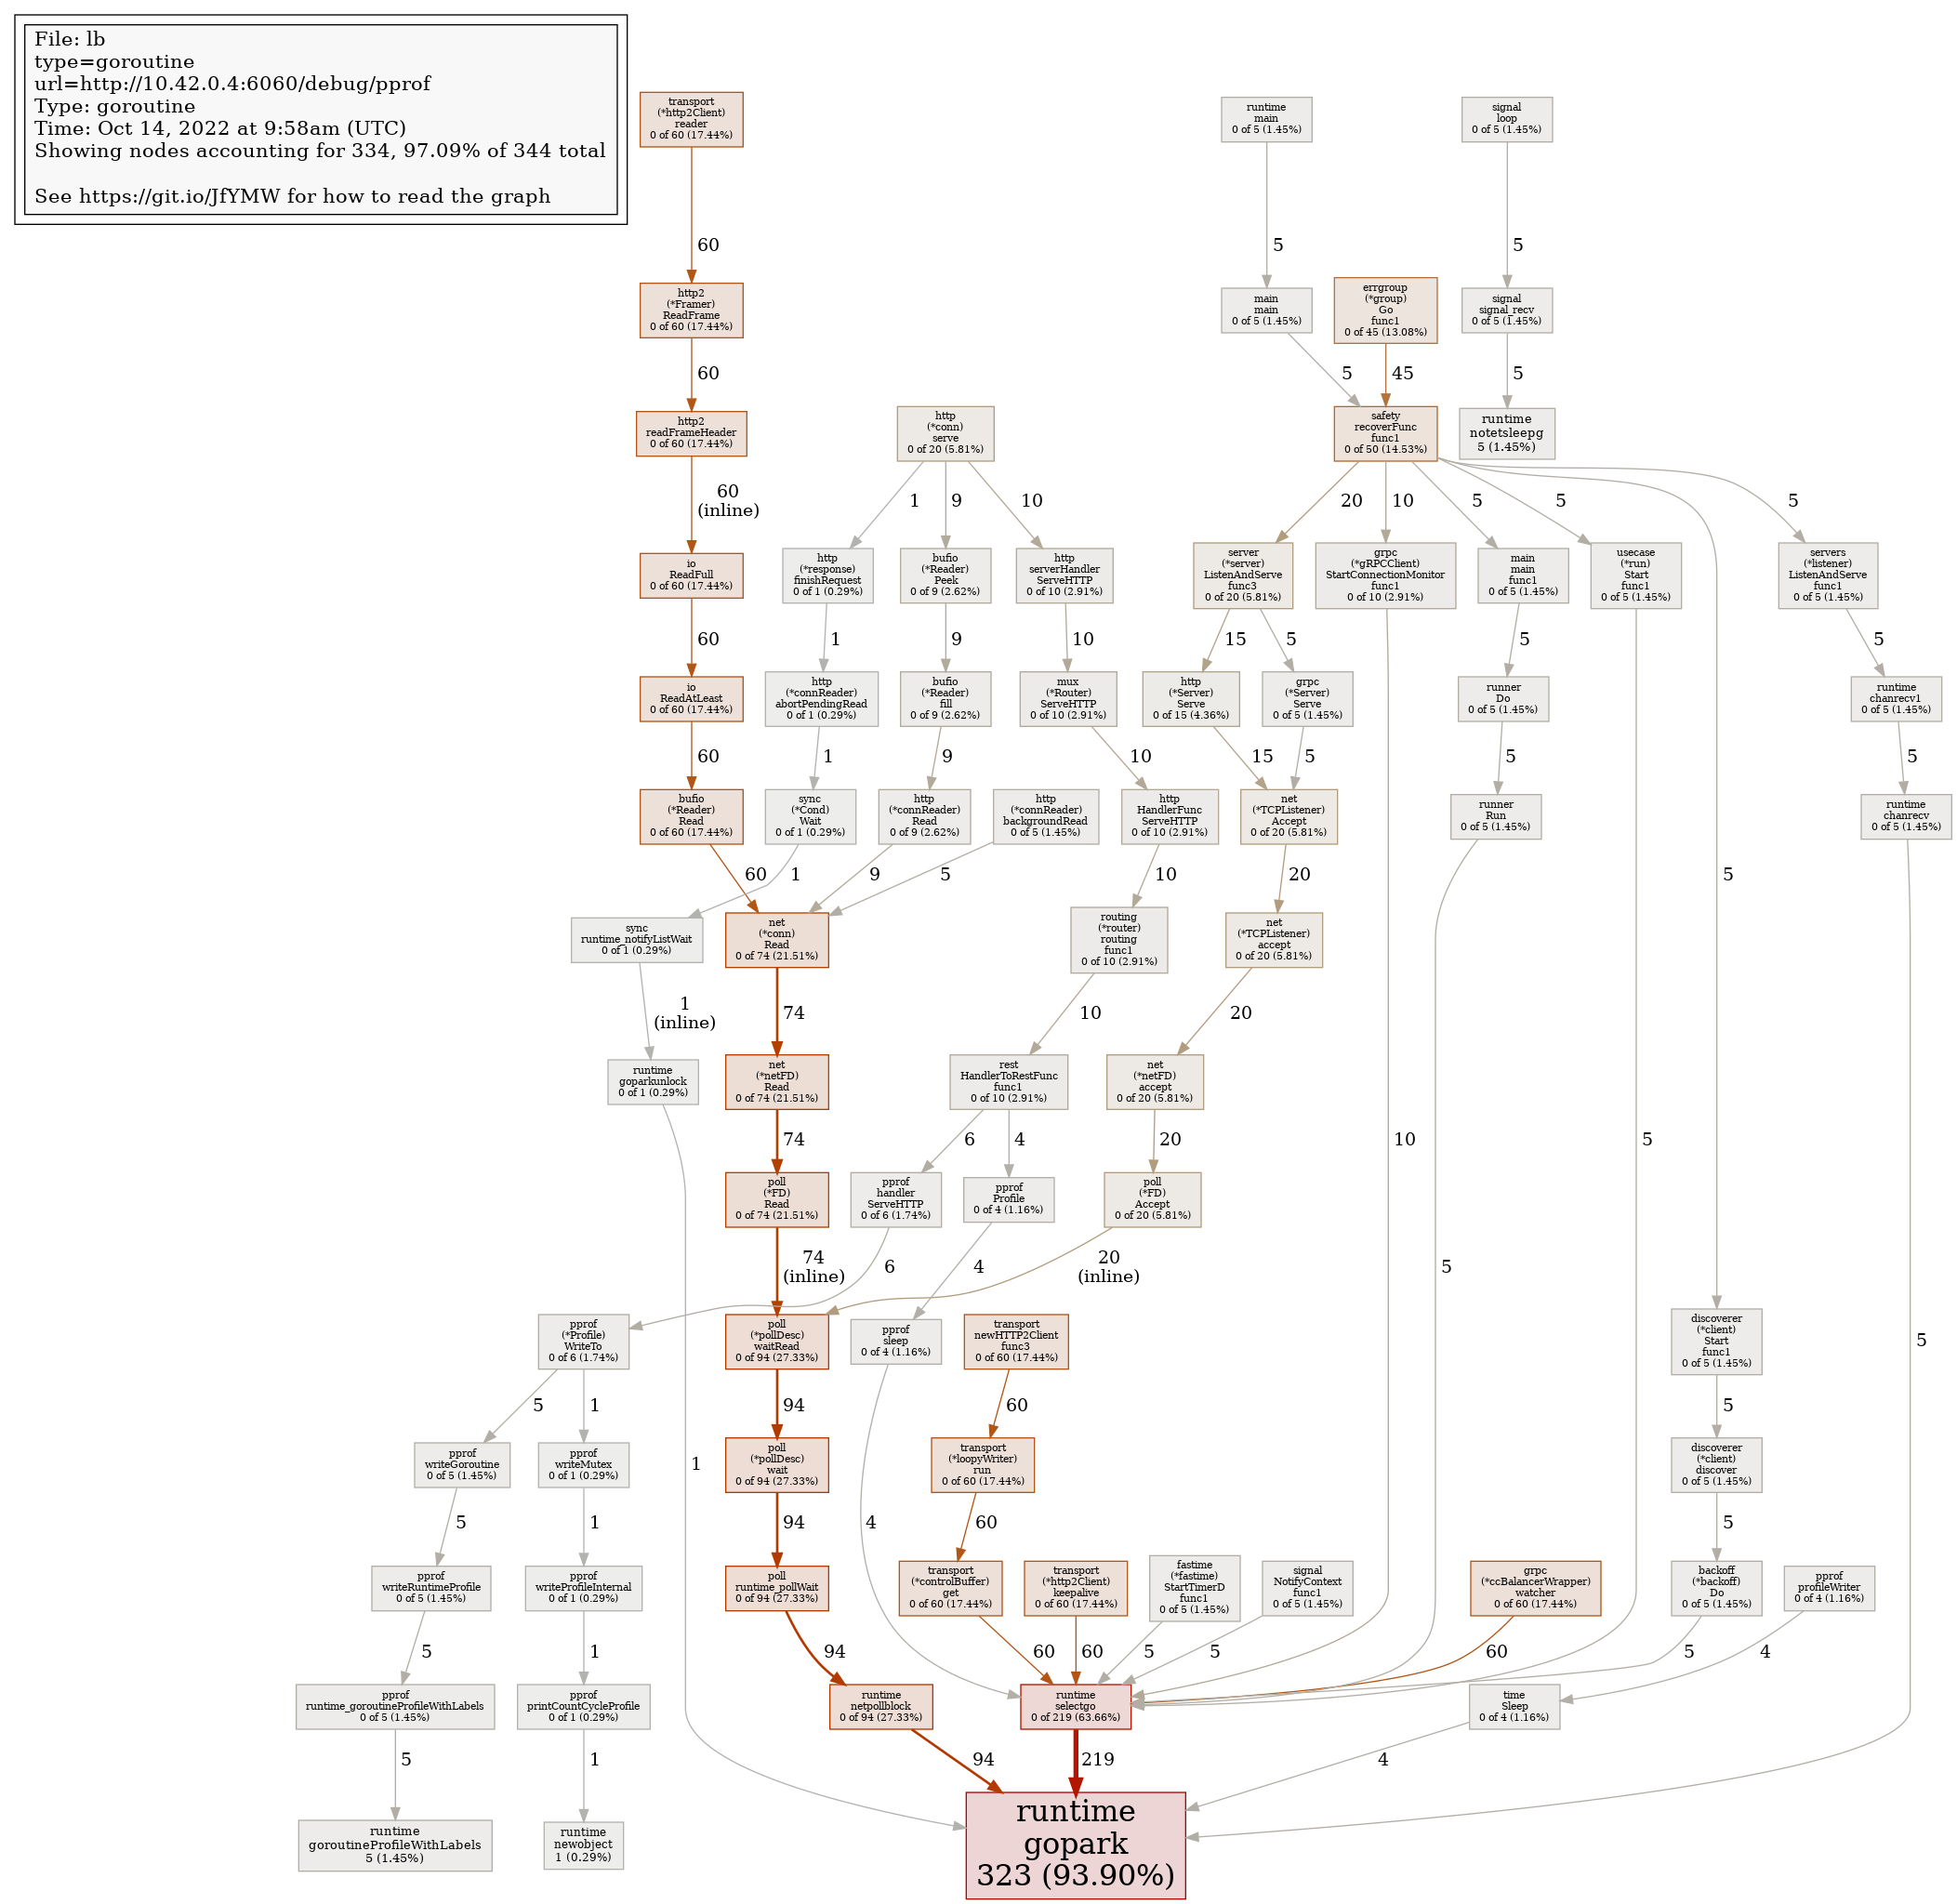 File: lb
type=goroutine
url=http://10.42.0.4:6060/debug/pprof
Type: goroutine
Time: Oct 14, 2022 at 9:58am (UTC)
Showing nodes accounting for 334, 97.09% of 344 total
See https://git.io/JfYMW for how to read the graph
transport
(*http2Client)
reader
0 of 60 (17.44%)
runtime
main
0 of 5 (1.45%)
signal
loop
0 of 5 (1.45%)
60
5
5
http2
(*Framer)
ReadFrame
0 of 60 (17.44%)
main
main
0 of 5 (1.45%)
errgroup
(*group)
Go
func1
0 of 45 (13.08%)
signal
signal_recv
0 of 5 (1.45%)
60
5
45
5
http2
readFrameHeader
0 of 60 (17.44%)
http
(*conn)
serve
0 of 20 (5.81%)
safety
recoverFunc
func1
0 of 50 (14.53%)
runtime
notetsleepg
5 (1.45%)
60
(inline)
1
9
10
20
10
5
5
5
5
io
ReadFull
0 of 60 (17.44%)
http
(*response)
finishRequest
0 of 1 (0.29%)
bufio
(*Reader)
Peek
0 of 9 (2.62%)
http
serverHandler
ServeHTTP
0 of 10 (2.91%)
server
(*server)
ListenAndServe
func3
0 of 20 (5.81%)
grpc
(*gRPCClient)
StartConnectionMonitor
func1
0 of 10 (2.91%)
main
main
func1
0 of 5 (1.45%)
usecase
(*run)
Start
func1
0 of 5 (1.45%)
servers
(*listener)
ListenAndServe
func1
0 of 5 (1.45%)
60
1
9
10
15
5
5
5
io
ReadAtLeast
0 of 60 (17.44%)
http
(*connReader)
abortPendingRead
0 of 1 (0.29%)
bufio
(*Reader)
fill
0 of 9 (2.62%)
mux
(*Router)
ServeHTTP
0 of 10 (2.91%)
http
(*Server)
Serve
0 of 15 (4.36%)
grpc
(*Server)
Serve
0 of 5 (1.45%)
runner
Do
0 of 5 (1.45%)
runtime
chanrecv1
0 of 5 (1.45%)
60
1
9
10
15
5
5
5
bufio
(*Reader)
Read
0 of 60 (17.44%)
sync
(*Cond)
Wait
0 of 1 (0.29%)
http
(*connReader)
Read
0 of 9 (2.62%)
http
(*connReader)
backgroundRead
0 of 5 (1.45%)
http
HandlerFunc
ServeHTTP
0 of 10 (2.91%)
net
(*TCPListener)
Accept
0 of 20 (5.81%)
runner
Run
0 of 5 (1.45%)
runtime
chanrecv
0 of 5 (1.45%)
60
1
9
5
10
20
sync
runtime_notifyListWait
0 of 1 (0.29%)
net
(*conn)
Read
0 of 74 (21.51%)
routing
(*router)
routing
func1
0 of 10 (2.91%)
net
(*TCPListener)
accept
0 of 20 (5.81%)
1
(inline)
74
10
20
runtime
goparkunlock
0 of 1 (0.29%)
net
(*netFD)
Read
0 of 74 (21.51%)
rest
HandlerToRestFunc
func1
0 of 10 (2.91%)
net
(*netFD)
accept
0 of 20 (5.81%)
74
6
4
20
10
5
poll
(*FD)
Read
0 of 74 (21.51%)
pprof
handler
ServeHTTP
0 of 6 (1.74%)
pprof
Profile
0 of 4 (1.16%)
poll
(*FD)
Accept
0 of 20 (5.81%)
74
(inline)
6
4
20
(inline)
5
pprof
(*Profile)
WriteTo
0 of 6 (1.74%)
poll
(*pollDesc)
waitRead
0 of 94 (27.33%)
pprof
sleep
0 of 4 (1.16%)
transport
newHTTP2Client
func3
0 of 60 (17.44%)
discoverer
(*client)
Start
func1
0 of 5 (1.45%)
5
5
1
94
60
5
pprof
writeGoroutine
0 of 5 (1.45%)
pprof
writeMutex
0 of 1 (0.29%)
poll
(*pollDesc)
wait
0 of 94 (27.33%)
transport
(*loopyWriter)
run
0 of 60 (17.44%)
discoverer
(*client)
discover
0 of 5 (1.45%)
1
5
1
94
4
60
5
pprof
writeRuntimeProfile
0 of 5 (1.45%)
pprof
writeProfileInternal
0 of 1 (0.29%)
poll
runtime_pollWait
0 of 94 (27.33%)
transport
(*controlBuffer)
get
0 of 60 (17.44%)
transport
(*http2Client)
keepalive
0 of 60 (17.44%)
fastime
(*fastime)
StartTimerD
func1
0 of 5 (1.45%)
signal
NotifyContext
func1
0 of 5 (1.45%)
grpc
(*ccBalancerWrapper)
watcher
0 of 60 (17.44%)
backoff
(*backoff)
Do
0 of 5 (1.45%)
pprof
profileWriter
0 of 4 (1.16%)
5
1
94
60
60
5
5
60
5
4
pprof
runtime_goroutineProfileWithLabels
0 of 5 (1.45%)
pprof
printCountCycleProfile
0 of 1 (0.29%)
runtime
netpollblock
0 of 94 (27.33%)
runtime
selectgo
0 of 219 (63.66%)
time
Sleep
0 of 4 (1.16%)
5
1
94
219
4
runtime
goroutineProfileWithLabels
5 (1.45%)
runtime
newobject
1 (0.29%)
runtime
gopark
323 (93.90%)